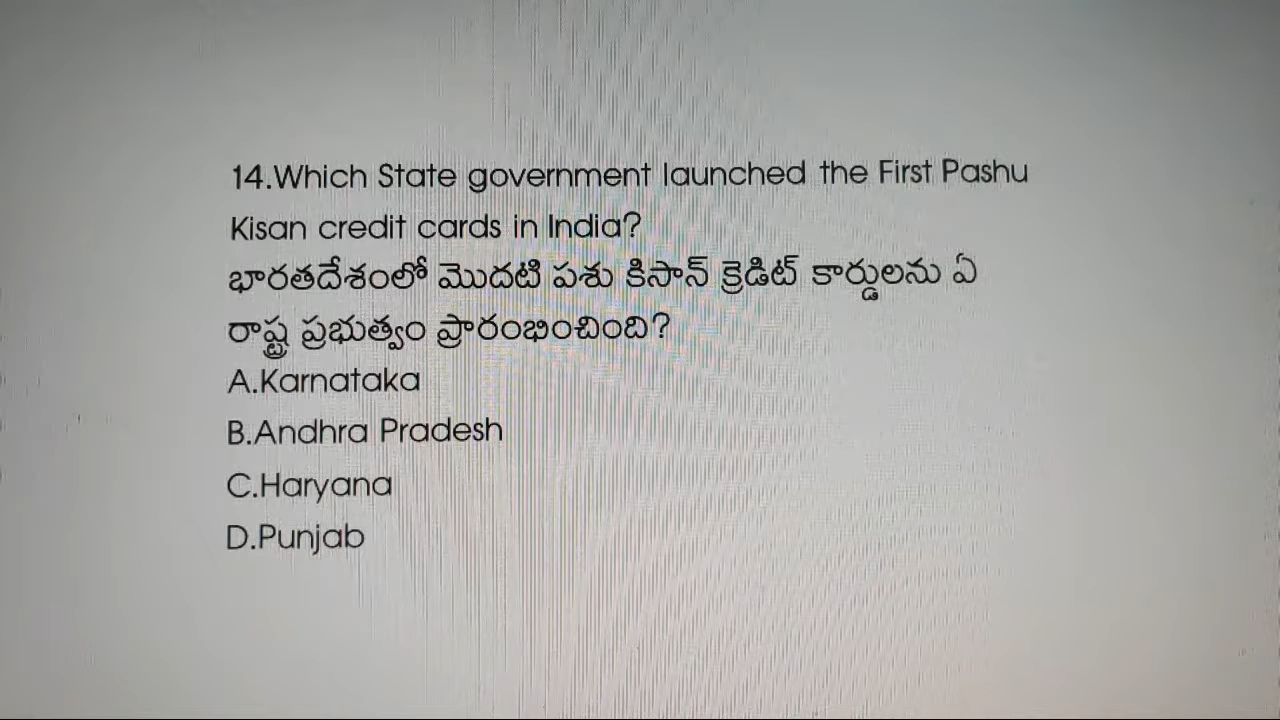 14.Which State government launched the First Pashu
Kisan credit cards in India?
భారతదేశంలో మొదటి పశు కిసాన్ క్రెడిట్ కార్డులను ఏ
రాష్ట్ర ప్రభుత్వం ప్రారంభించింది?
A.Karnataka
B.Andhra Pradesh
C.Haryana
D.Punjab